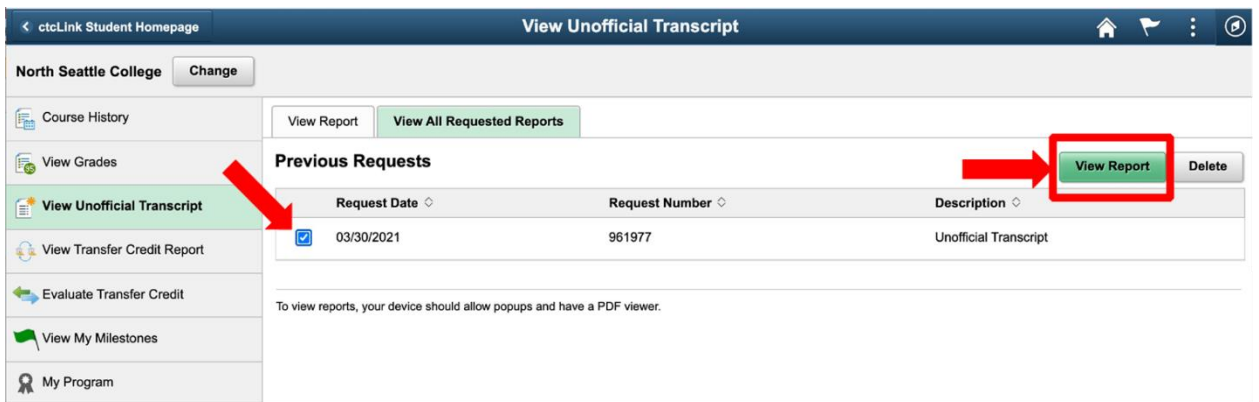 ctcLink Student Homepage
View Unofficial Transcript
North Seattle College
Change
Course History
View Grades
View Unofficial Transcript
View Transfer Credit Report
Evaluate Transfer Credit
View My Milestones
My Program
View Report
View All Requested Reports
Previous Requests
View Report
Delete
Request Date
Request Number
Description
03/30/2021
961977
Unofficial Transcript
To view reports, your device should allow popups and have a PDF viewer.